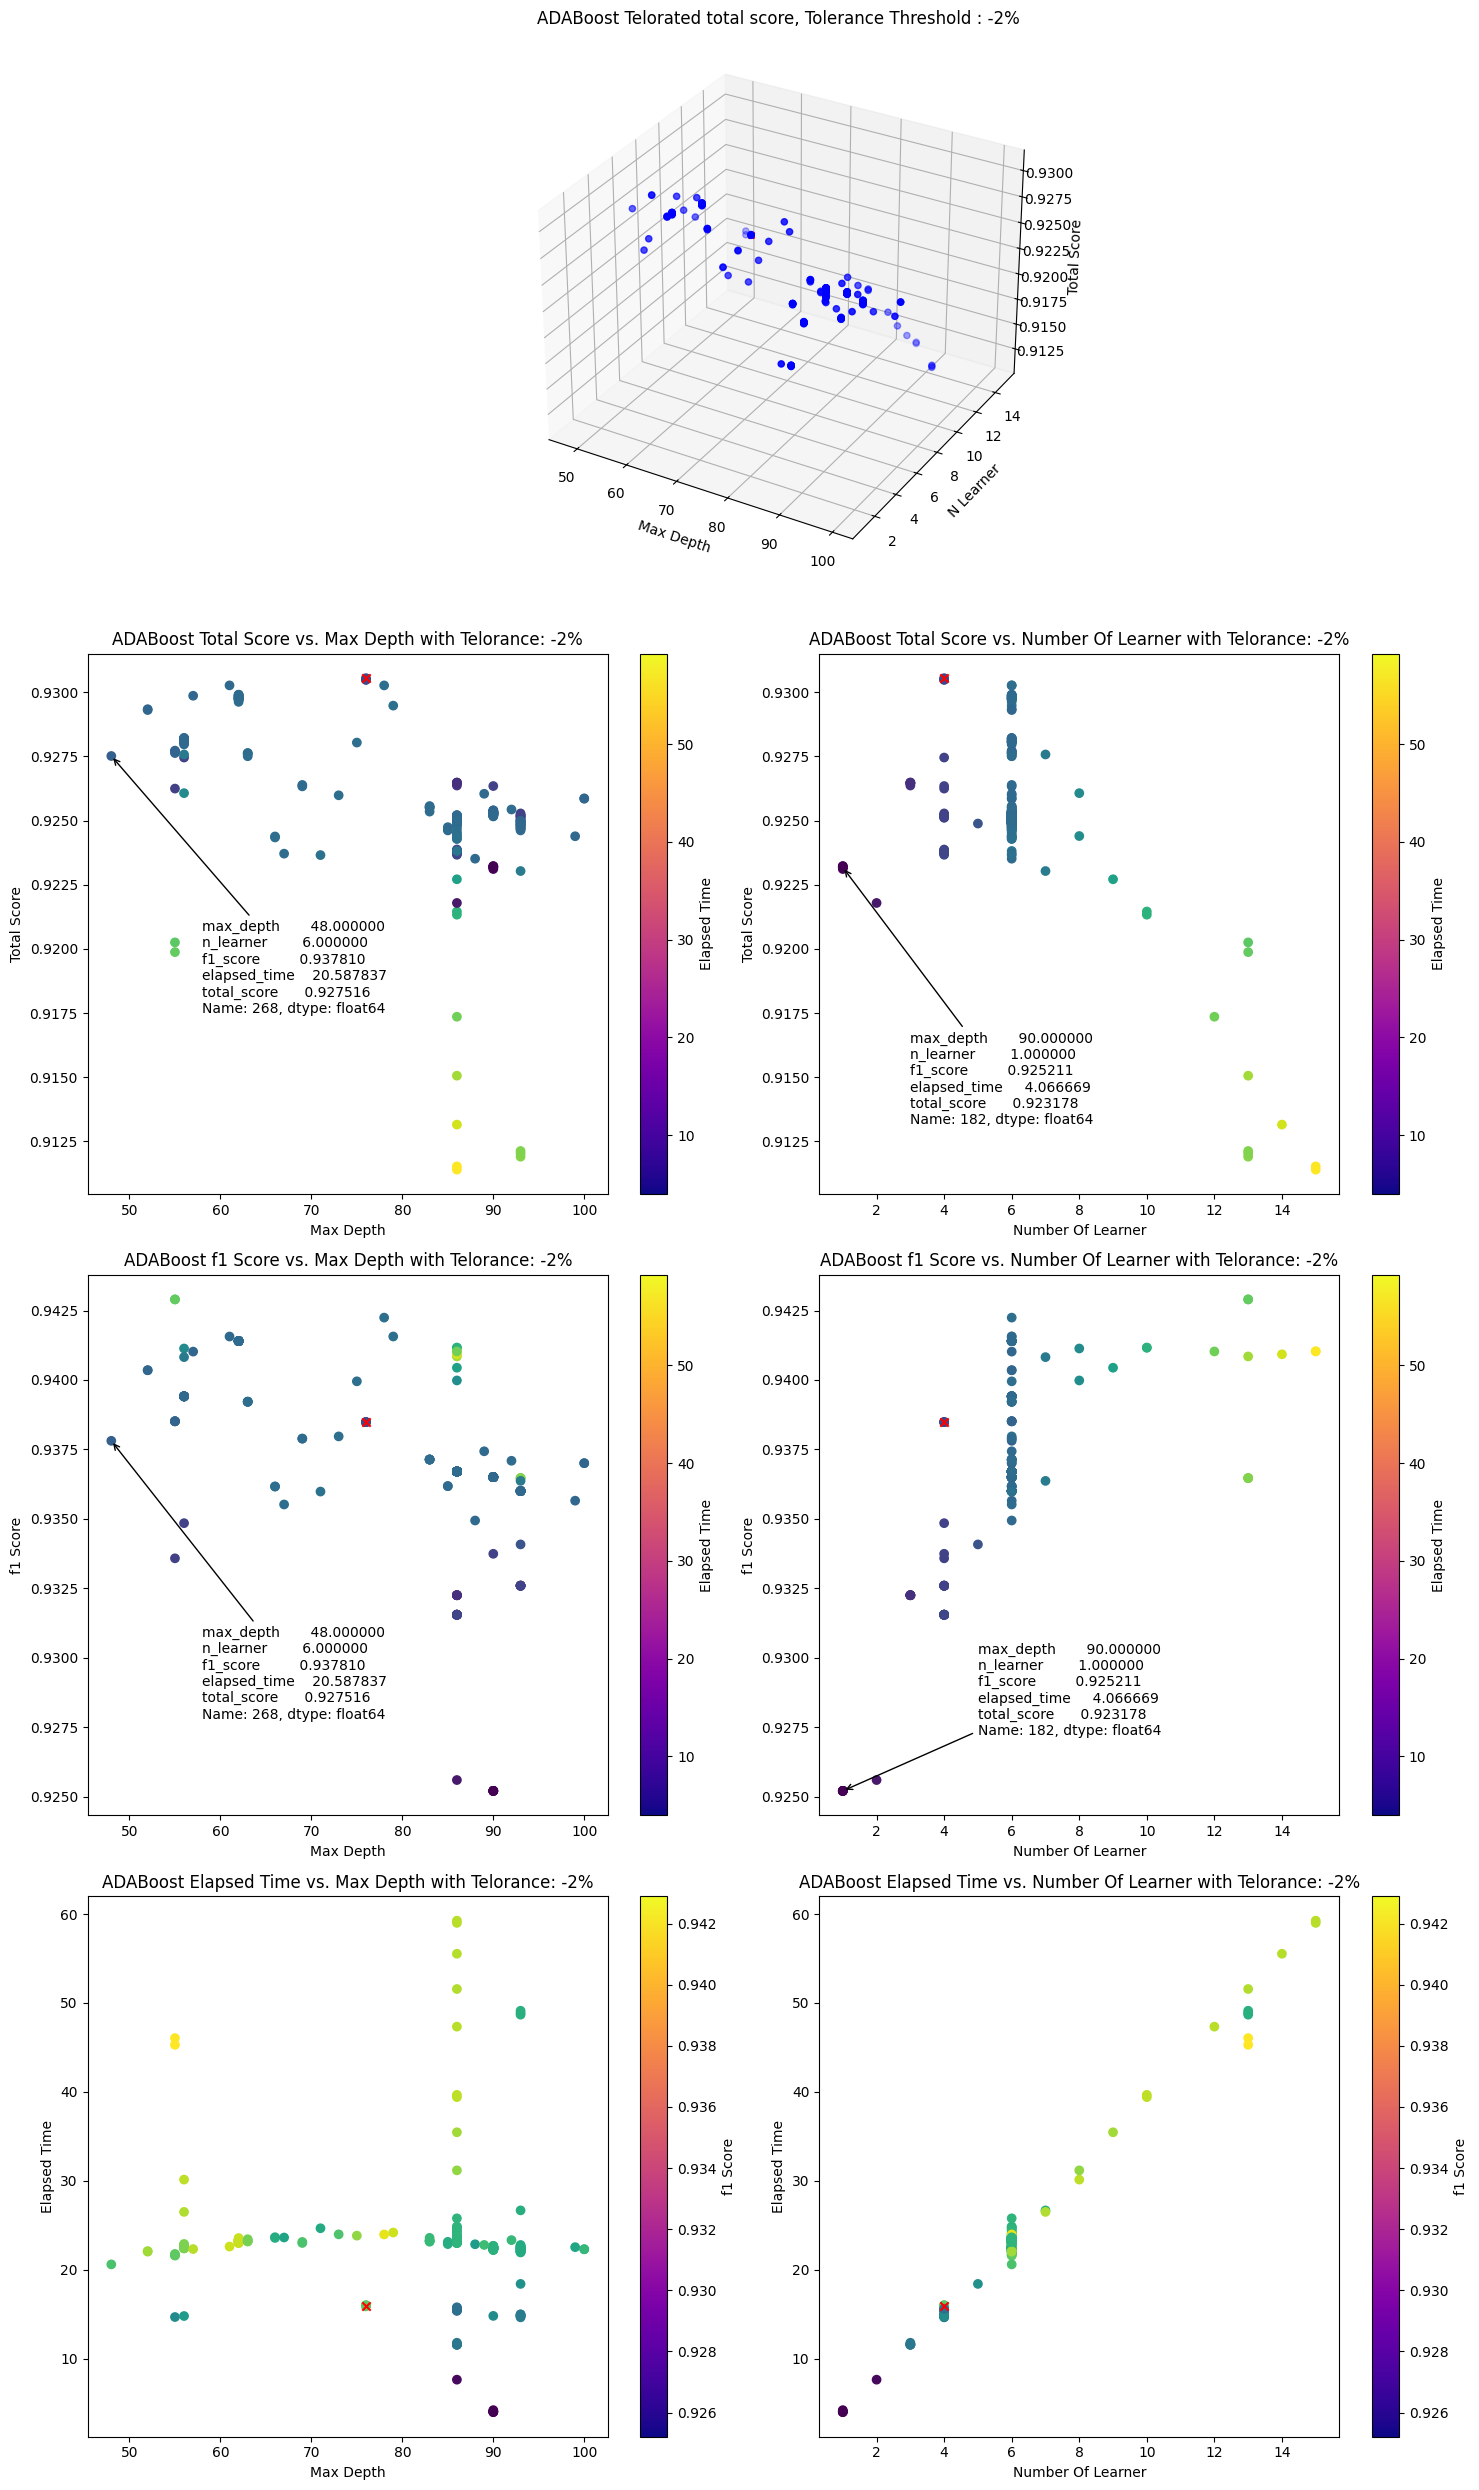 ADABoost Telorated total score, Tolerance Threshold : -2%
0.9300
0.9275
0.9250
0.9225
0.9200
0.9175
0.9150
0.9125
Total Score
50
60
70
80
90
100
Max Depth
2
4
6
8
10
12
14
N Learner
ADABoost Total Score vs. Max Depth with Telorance: -2%
0.9300
0.9275
0.9250
0.9225
0.9200
0.9175
0.9150
0.9125
Total Score
max_depth 48.000000
n_learner 6.000000
f1_score 0.937810
elapsed_time 20.587837
total_score 0.927516
Name: 268, dtype: float64
50 60 70 80 90 100
Max Depth
50
40
30
20
10
Elapsed Time
ADABoost Total Score vs. Number Of Learner with Telorance: -2%
0.9300
0.9275
0.9250
0.9225
0.9200
0.9175
0.9150
0.9125
Total Score
max_depth 90.000000
n_learner 1.000000
f1_score 0.925211
elapsed_time 4.066669
total_score 0.923178
Name: 182, dtype: float64
2 4 6 8 10 12 14
Number Of Learner
50
40
30
20
10
Elapsed Time
ADABoost f1 Score vs. Max Depth with Telorance: -2%
0.9425
0.9400
0.9375
0.9350
0.9325
0.9300
0.9275
0.9250
f1 Score
max_depth 48.000000
n_learner 6.000000
f1_score 0.937810
elapsed_time 20.587837
total_score 0.927516
Name: 268, dtype: float64
50 60 70 80 90 100
Max Depth
50
40
30
20
10
Elapsed Time
ADABoost f1 Score vs. Number Of Learner with Telorance: -2%
0.9425
0.9400
0.9375
0.9350
0.9325
0.9300
0.9275
0.9250
f1 Score
max_depth 90.000000
n_learner 1.000000
f1_score 0.925211
elapsed_time 4.066669
total_score 0.923178
Name: 182, dtype: float64
2 4 6 8 10 12 14
Number Of Learner
50
40
30
20
10
Elapsed Time
ADABoost Elapsed Time vs. Max Depth with Telorance: -2%
60
50
40
30
20
10
Elapsed Time
50 60 70 80 90 100
Max Depth
0.942
0.940
0.938
0.936
0.934
0.932
0.930
0.928
0.926
f1 Score
ADABoost Elapsed Time vs. Number Of Learner with Telorance: -2%
60
50
40
30
20
10
Elapsed Time
2 4 6 8 10 12 14
Number Of Learner
0.942
0.940
0.938
0.936
0.934
0.932
0.930
0.928
0.926
f1 Score